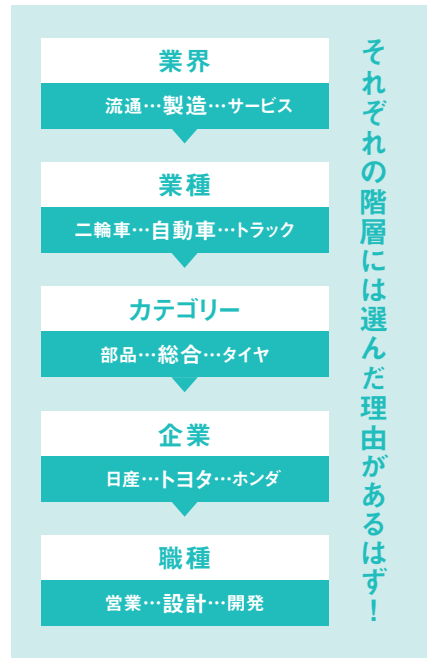 業界
流通…製造…サービス
業種
二輪車…自動車…トラック
カテゴリー
部品…総合…タイヤ
企業
日産…トヨタ…ホンダ
職種
営業…設計…開発
それぞれの階層には選んだ理由があるはず！